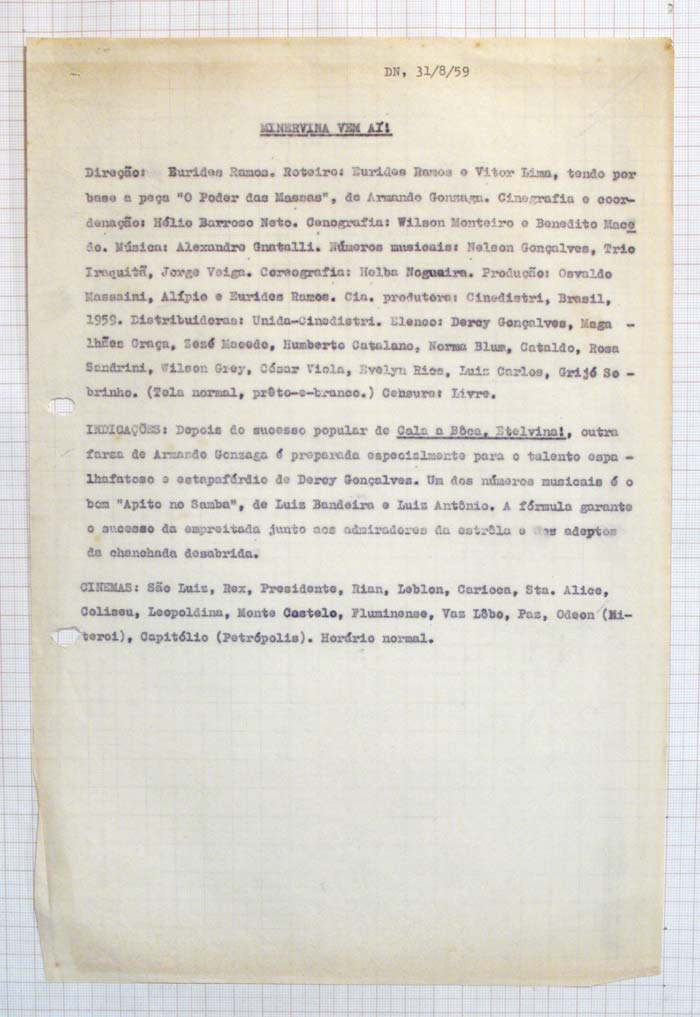 DN, 31/8/59
MINERVINA VEM AÍ!
Direção: Eurides Ramos. Roteiro: Eurides Ramos e Vitor Lima, tendo por
base a peça "O Poder das Massas", de Armando Gonzaga. Cinegrafia e coor-
denação: Hélio Barroso Neto. Cenografia: Wilson Monteiro e Benedito Mace
do. Música: Alexandre Gnatalli. Números musicais: Nelson Gonçalves, Trio
Iraquitã, Jorge Veiga. Coreografia: Helba Nogueira. Produção: Osvaldo
Massaini, Alípio e Eurides Ramos. Cia. produtora: Cinedistri, Brasil,
1959. Distribuidoras: Unida-Cinedistri. Elenco: Dercy Gonçalves, Maga -
lhães Graça, Zezé Macedo, Humberto Catalano, Norma Blum, Cataldo, Rosa
Sandrini, Wilson Grey, César Viola, Evelyn Rios, Luiz Carlos, Grijó So -
brinho. (Tela normal, prêto-e-branco.) Censura: Livre.
INDICAÇÕES: Depois do sucesso popular de Cala a Bôca, Etelvina!, outra
farsa de Armando Gonzaga é preparada especialmente para o talento espa -
lhafatoso e estapafúrdio de Dercy Gonçalves. Um dos números musicais é o
bom "Apito no Samba", de Luiz Bandeira e Luiz Antônio. A fórmula garante
o sucesso da empreitada junto aos admiradores da estrêla e dos adeptos
da chanchada desabrida.
CINEMAS: São Luiz, Rex, Presidente, Rian, Leblon, Carioca, Sta. Alice,
Coliseu, Leopoldina, Monte Castelo, Fluminense, Vaz Lôbo, Paz, Odeon (Ni-
teroi), Capitólio (Petrópolis). Horário normal.